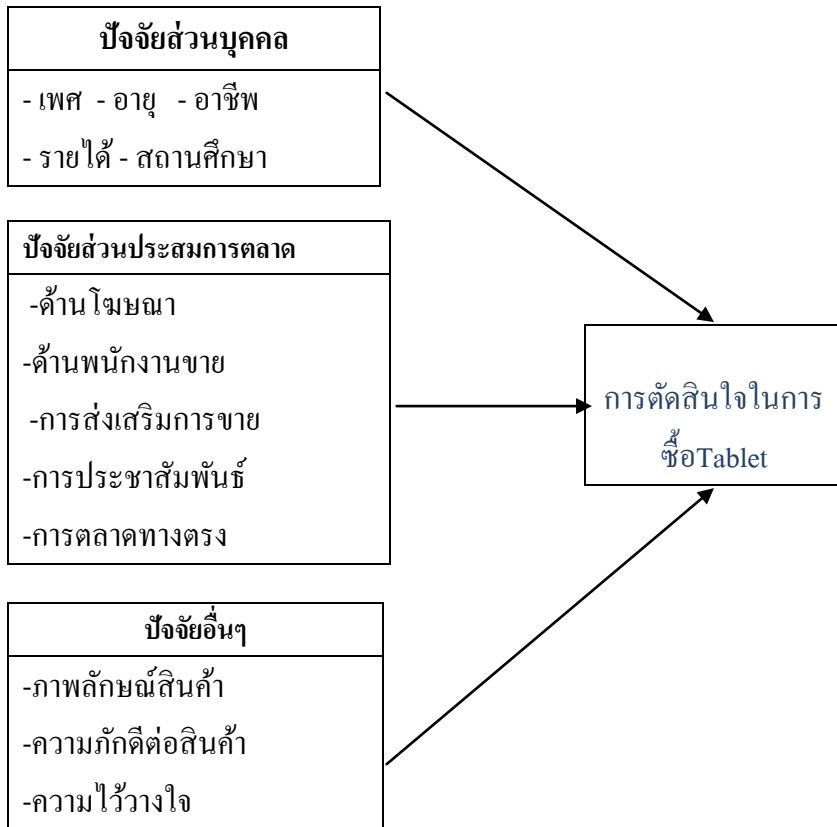 ปัจจัยส่วนบุคคล
- เพศ - อายุ - อาชีพ
- รายได้ - สถานศึกษา
ปัจจัยส่วนประสมการตลาด
-ด้านโฆษณา
-ด้านพนักงานขาย
-การส่งเสริมการขาย
-การประชาสัมพันธ์
-การตลาดทางตรง
การตัดสินใจในการ
ซื้อTablet
ปัจจัยอื่นๆ
-ภาพลักษณ์สินค้า
-ความภักดีต่อสินค้า
-ความไว้วางใจ